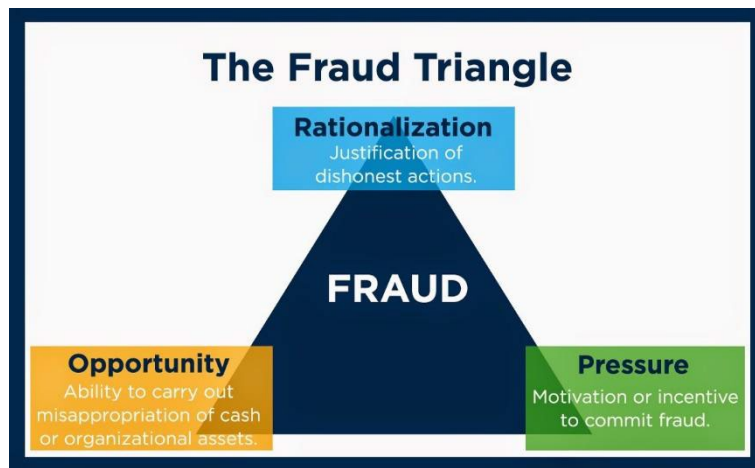 The Fraud Triangle
Rationalization
Justification of
dishonest actions.
FRAUD
Opportunity
Ability to carry out
misappropriation of cash
or organizational assets.
Pressure
Motivation or incentive
to commit fraud.